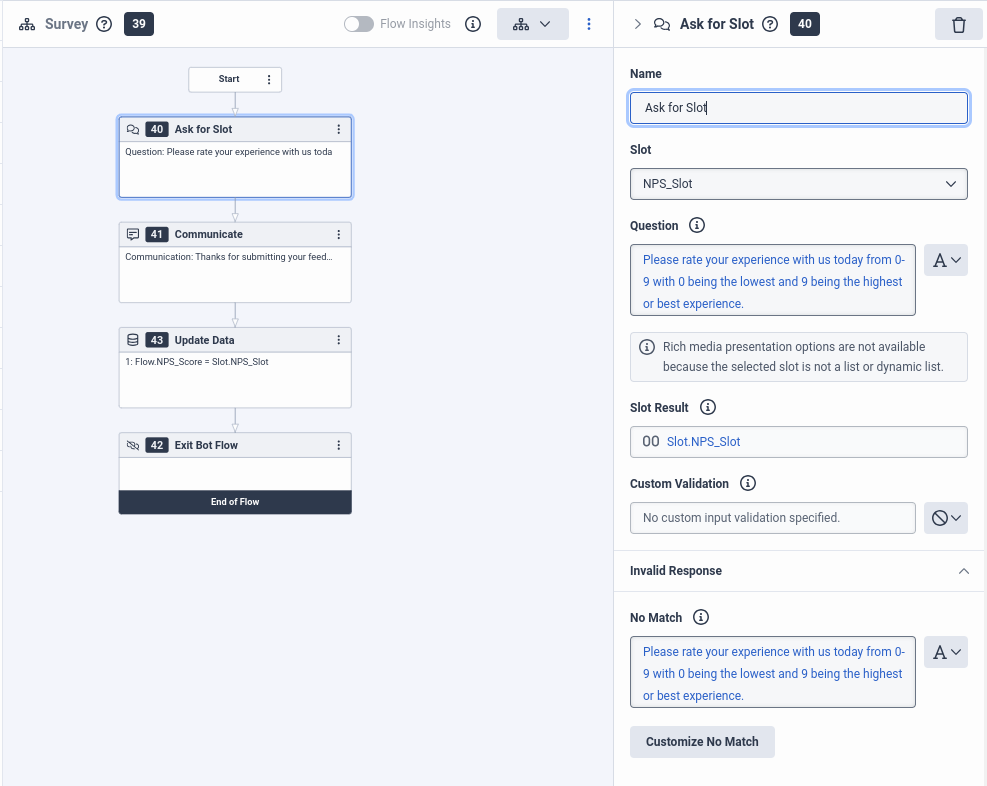 Survey 39 Flow Insights
Start
40 Ask for Slot
Question: Please rate your experience with us toda
41 Communicate
Communication: Thanks for submitting your feed...
43 Update Data
1: Flow.NPS_Score = Slot.NPS_Slot
42 Exit Bot Flow
End of Flow
Ask for Slot 40
Name
Ask for Slot
Slot
NPS_Slot
Question
Please rate your experience with us today from 0-
9 with 0 being the lowest and 9 being the highest
or best experience.
A
Rich media presentation options are not available
because the selected slot is not a list or dynamic list.
Slot Result
Slot.NPS_Slot
Custom Validation
No custom input validation specified.
Invalid Response
No Match
Please rate your experience with us today from 0-
9 with 0 being the lowest and 9 being the highest
or best experience.
A
Customize No Match